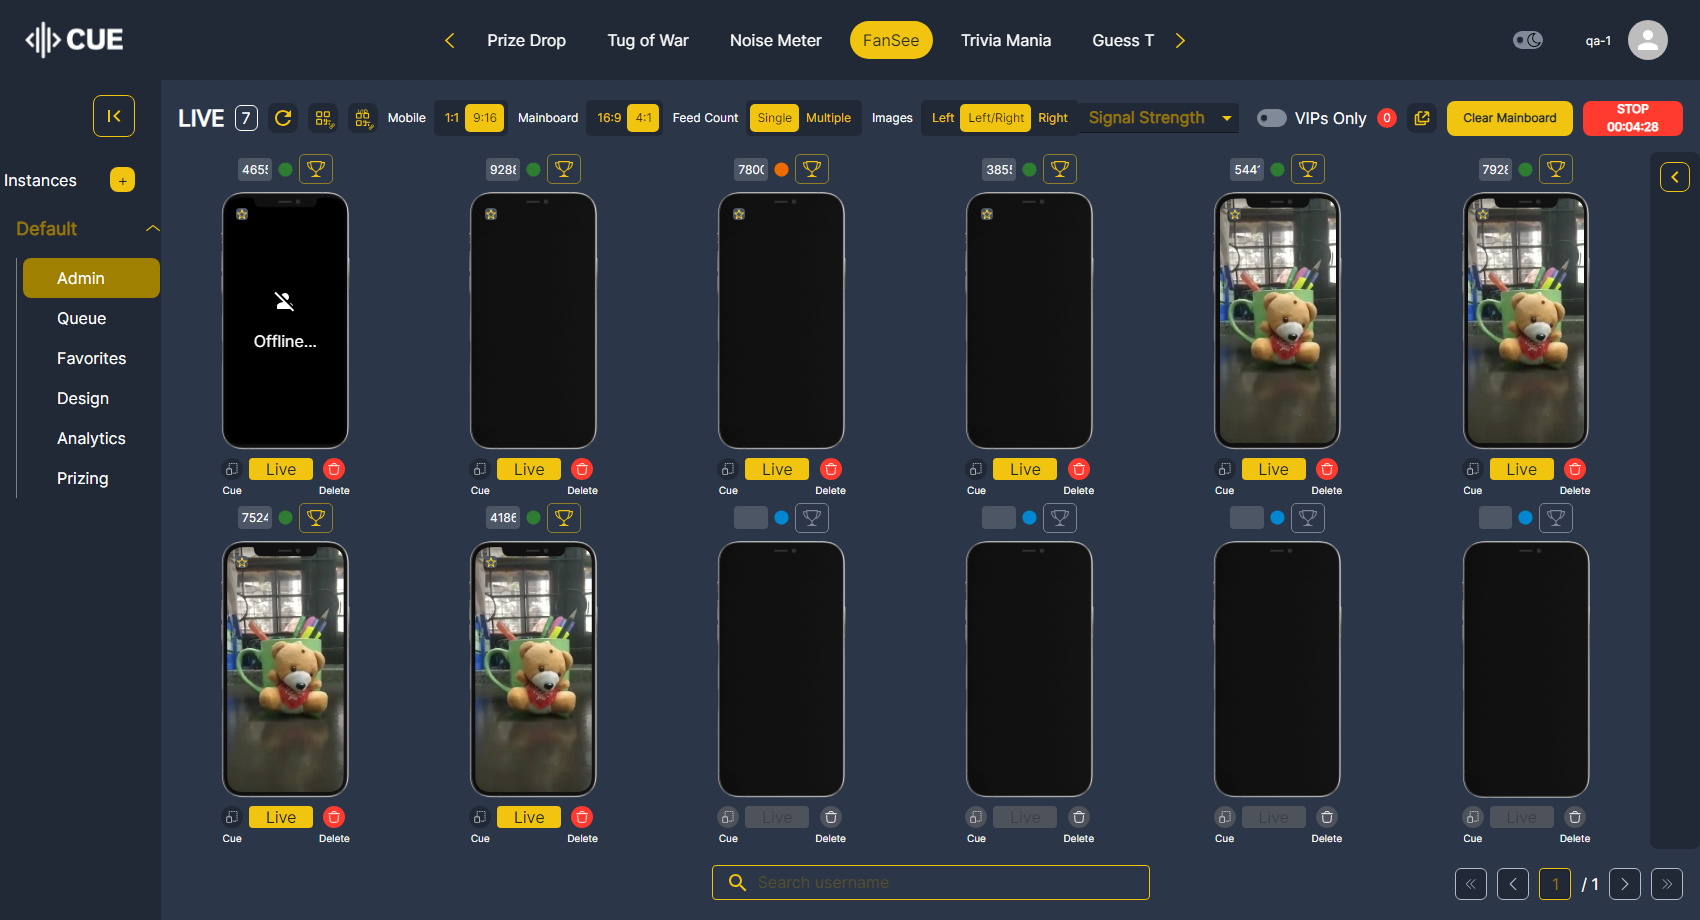 CUE
Prize Drop
Tug of War
Noise Meter
FanSee
Trivia Mania
Guess T
qa-1
LIVE 7
Mobile 1:1 9:16
Mainboard 16:9 4:1
Feed Count Single Multiple
Images Left Left/Right Right
Signal Strength
VIPs Only 0
Clear Mainboard
STOP
00:04:28
Instances +
Default
Admin
Queue
Favorites
Design
Analytics
Prizing
4655 9288 7800 3855 544 7928
Offline...
Live Live Live Live Live Live
Cue Delete Cue Delete Cue Delete Cue Delete Cue Delete Cue Delete
7524 4186
Live Live Live Live Live Live
Cue Delete Cue Delete Cue Delete Cue Delete Cue Delete Cue Delete
Search username
1 / 1